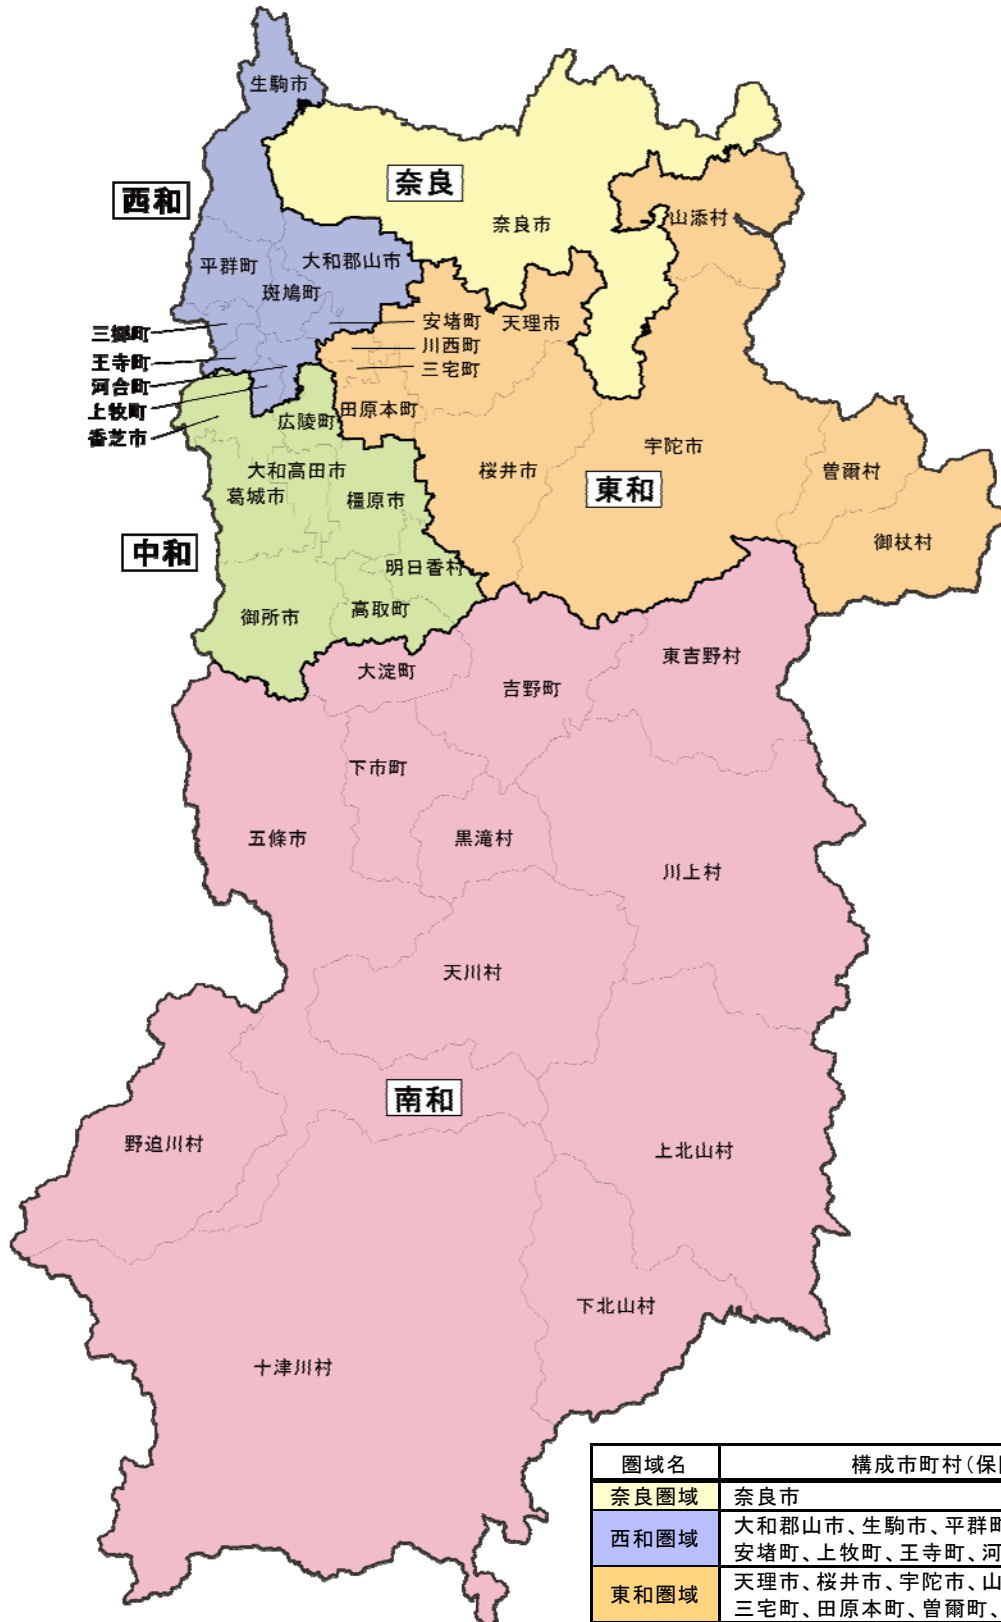 生駒市
西和
奈良
奈良市
山添村
平群町
大和郡山市
斑鳩町
三郷町
安堵町
天理市
川西町
王寺町
三宅町
河合町
上牧町
田原本町
広陵町
香芝市
大和高田市
葛城市
橿原市
桜井市
宇陀市
東和
曽爾村
御杖村
中和
明日香村
御所市
高取町
大淀町
吉野町
東吉野村
下市町
五條市
黒滝村
川上村
天川村
南和
野迫川村
上北山村
下北山村
十津川村
圏域名 構成市町村(保
奈良圏域 奈良市
西和圏域 大和郡山市、生駒市、平群町
安堵町、上牧町、王寺町、河
東和圏域 天理市、桜井市、宇陀市、山
三宅町、田原本町、曽爾町、